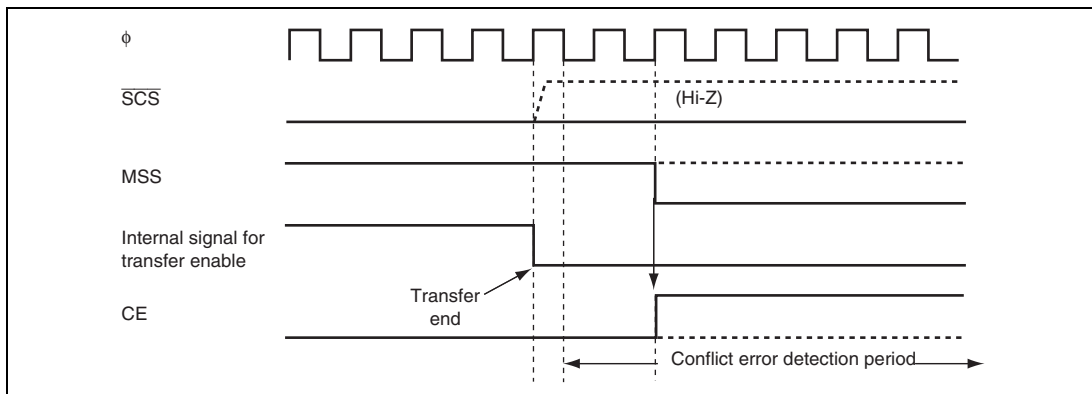 ϕ
SCS
(Hi-Z)
MSS
Internal signal for
transfer enable
Transfer
end
CE
Conflict error detection period